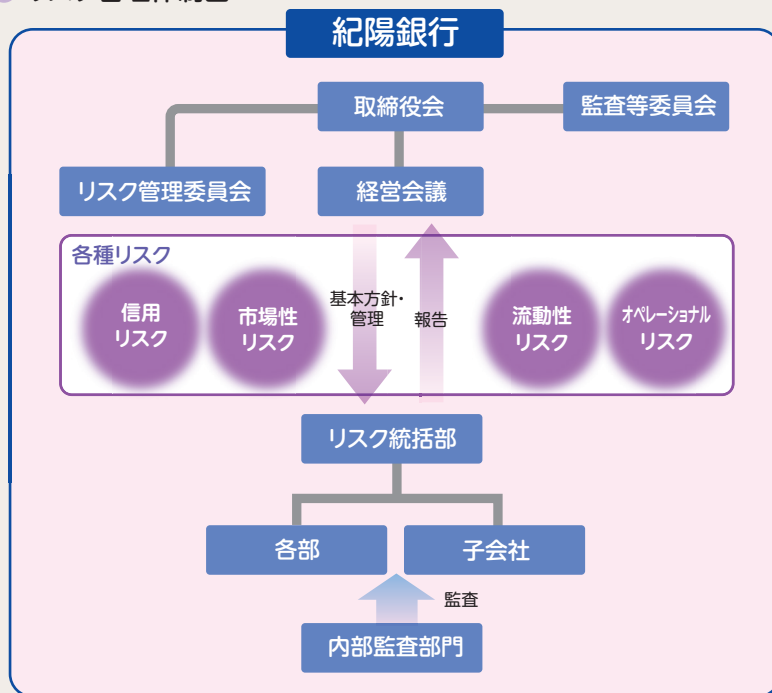 紀陽銀行
取締役会
監査等委員会
リスク管理委員会
経営会議
各種リスク
信用
リスク
市場性
リスク
基本方針・
管理
報告
流動性
リスク
オペレーショナル
リスク
リスク統括部
各部
子会社
監査
内部監査部門